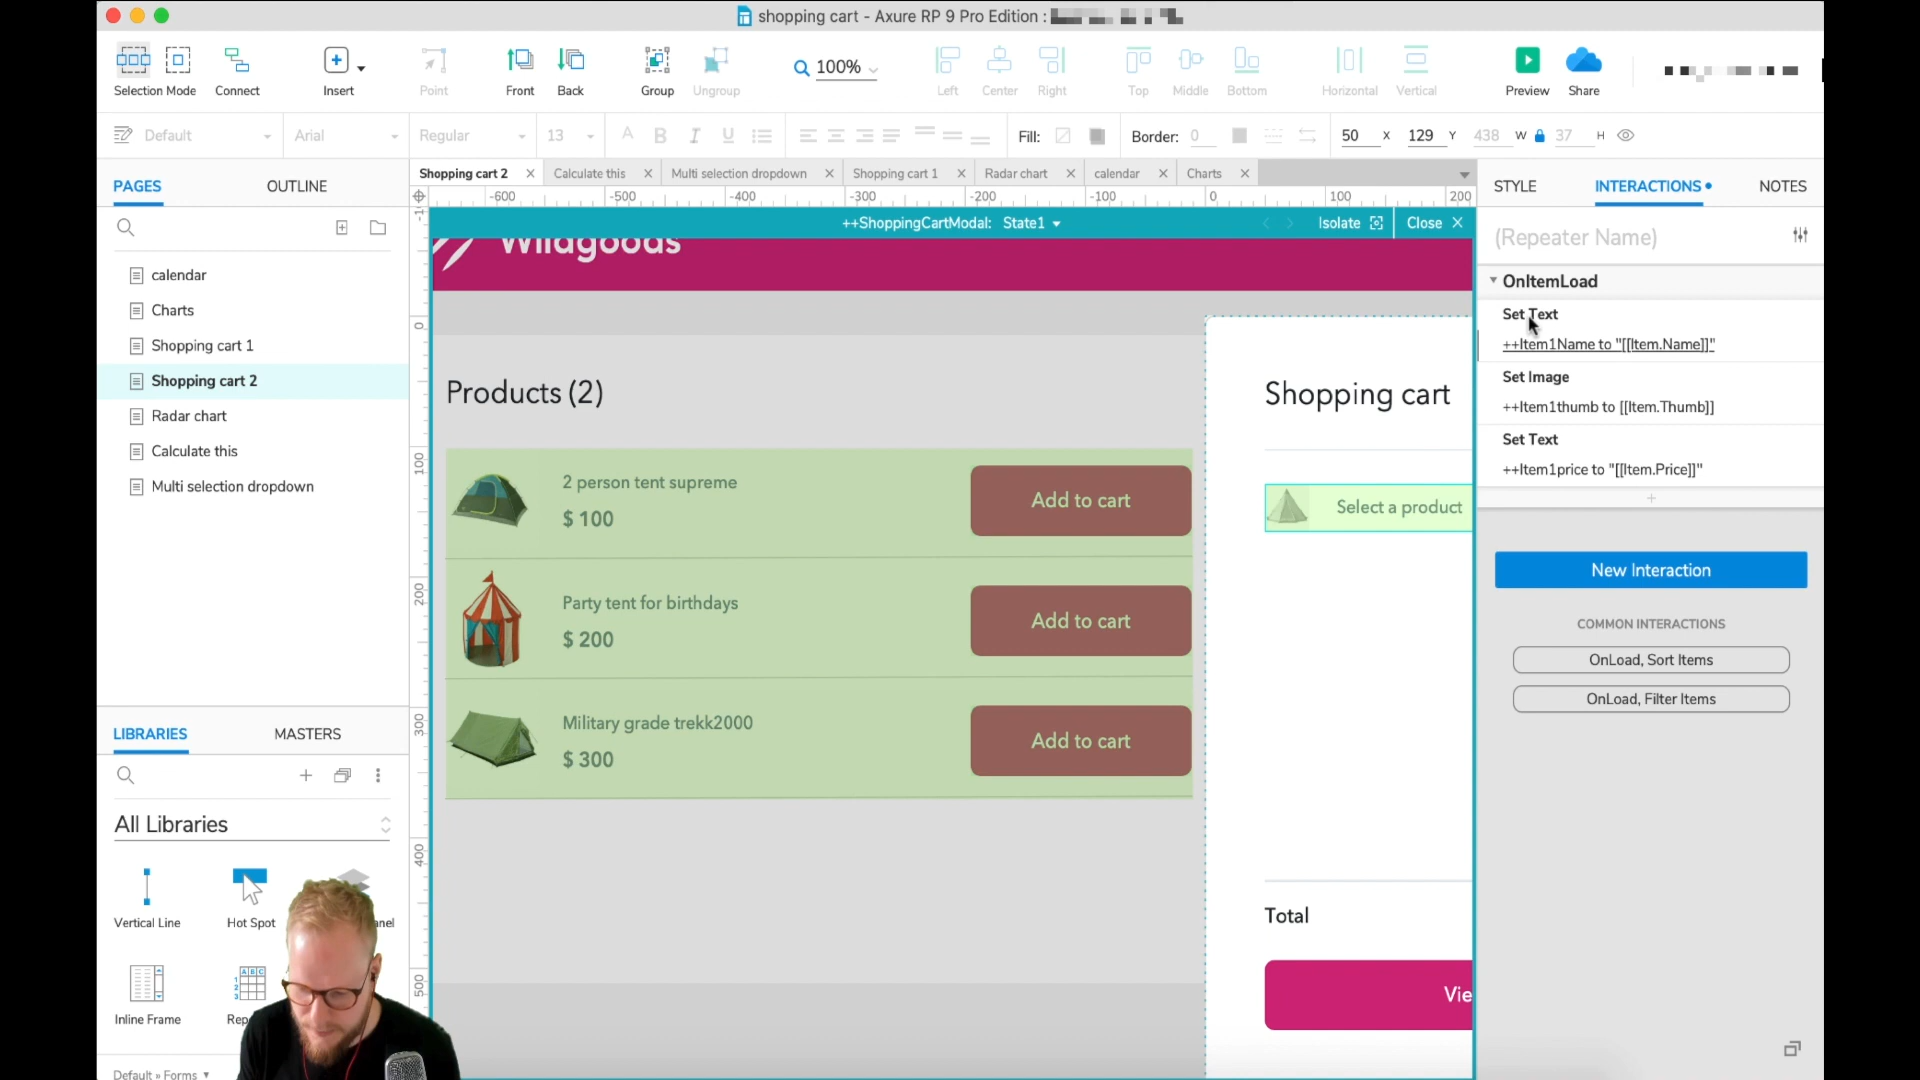 shopping cart - Axure RP 9 Pro Edition :
Selection Mode
Connect
Insert
Point
Front
Back
Group
Ungroup
100%
Left
Center
Right
Top
Middle
Bottom
Horizontal
Vertical
Preview
Share
Default
Arial
Regular
13
Fill:
Border: 0
50 X 129 Y 438 W 37 H
PAGES
OUTLINE
Shopping cart 2
Calculate this
Multi selection dropdown
Shopping cart 1
Radar chart
calendar
Charts
STYLE
INTERACTIONS
NOTES
-600 -500 -400 -300 -200 -100 0 100 200
++ShoppingCartModal: State1
Isolate
Close
(Repeater Name)
calendar
Charts
Shopping cart 1
Shopping cart 2
Radar chart
Calculate this
Multi selection dropdown
0
100
200
300
400
500
Wildgoods
Products (2)
2 person tent supreme
$ 100
Add to cart
Party tent for birthdays
$ 200
Add to cart
Military grade trekk2000
$ 300
Add to cart
Shopping cart
Select a product
Total
Vie
OnItemLoad
Set Text
++Item1Name to "[[Item.Name]]"
Set Image
++Item1thumb to [[Item.Thumb]]
Set Text
++Item1price to "[[Item.Price]]"
New Interaction
COMMON INTERACTIONS
OnLoad, Sort Items
OnLoad, Filter Items
LIBRARIES
MASTERS
All Libraries
Vertical Line
Hot Spot
anel
Inline Frame
Rep
Default » Forms